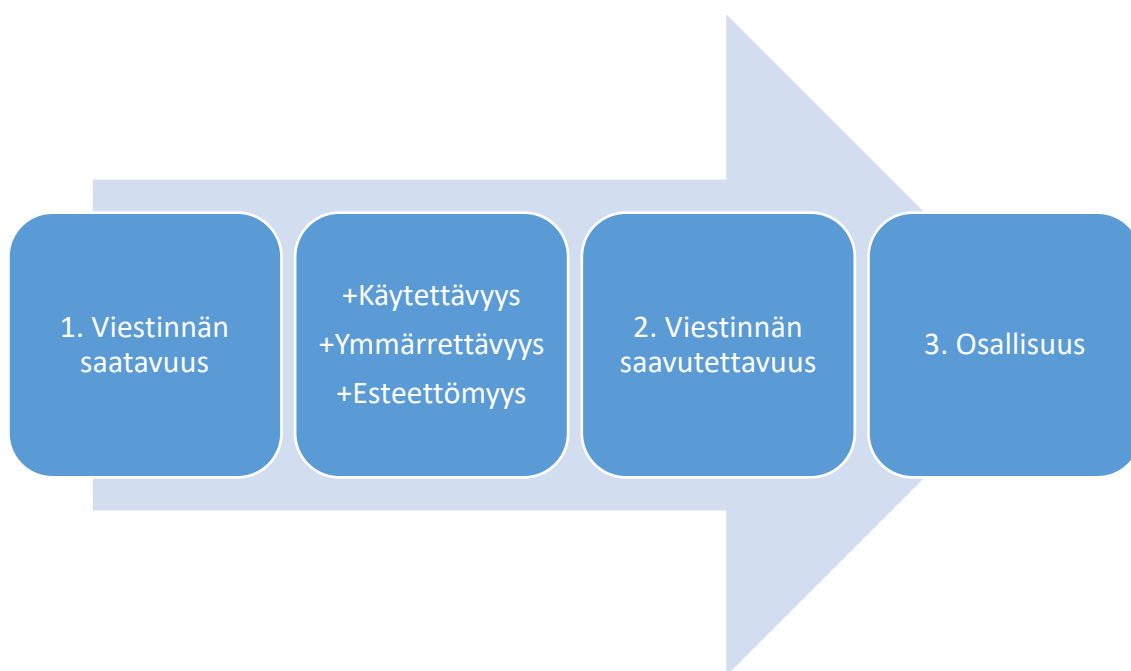 1. Viestinnän
saatavuus
+Käytettävyys
+Ymmärrettävyys
+Esteettömyys
2. Viestinnän
saavutettavuus
3. Osallisuus